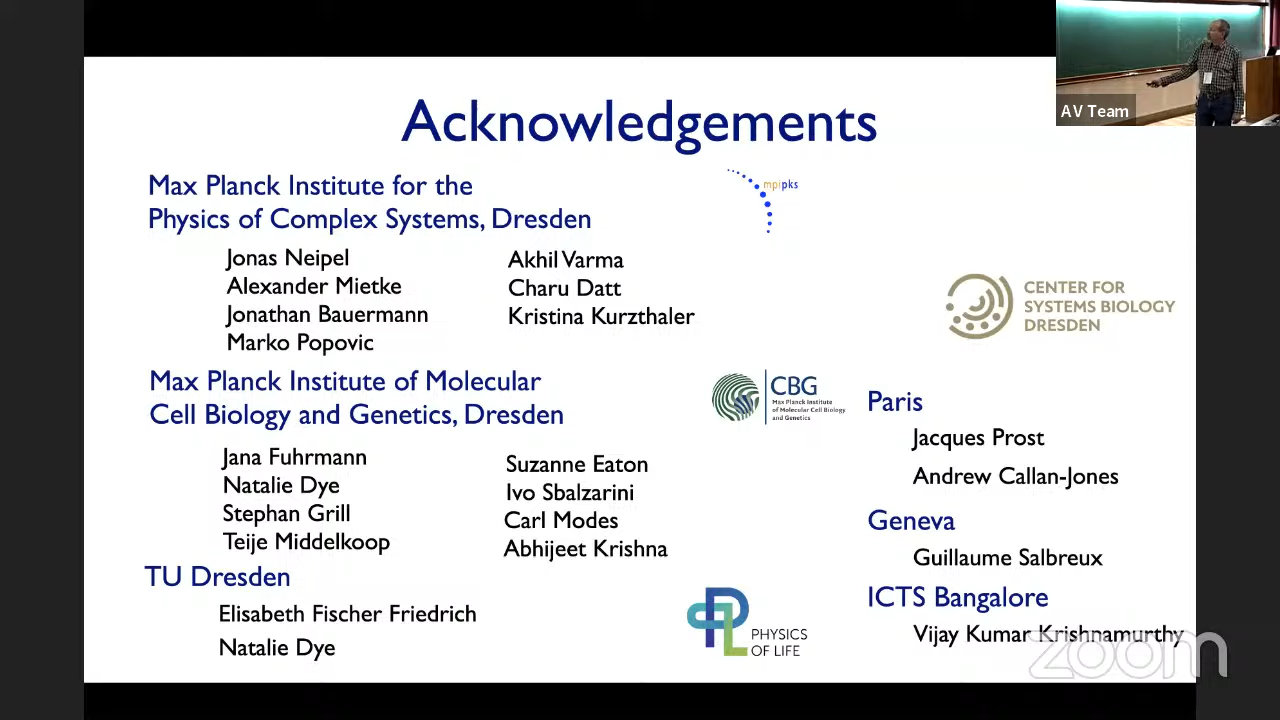 AV Team
Acknowledgements
Max Planck Institute for the
Physics of Complex Systems, Dresden
mpipks
Jonas Neipel
Alexander Mietke
Jonathan Bauermann
Marko Popovic
Akhil Varma
Charu Datt
Kristina Kurzthaler
CENTER FOR
SYSTEMS BIOLOGY
DRESDEN
Max Planck Institute of Molecular
Cell Biology and Genetics, Dresden
CBG
Max Planck Institute
of Molecular Cell Biology
and Genetics
Jana Fuhrmann
Natalie Dye
Stephan Grill
Teije Middelkoop
Suzanne Eaton
Ivo Sbalzarini
Carl Modes
Abhijeet Krishna
TU Dresden
Elisabeth Fischer Friedrich
Natalie Dye
PHYSICS
OF LIFE
Paris
Jacques Prost
Andrew Callan-Jones
Geneva
Guillaume Salbreux
ICTS Bangalore
Vijay Kumar Krishnamurthy
zoom